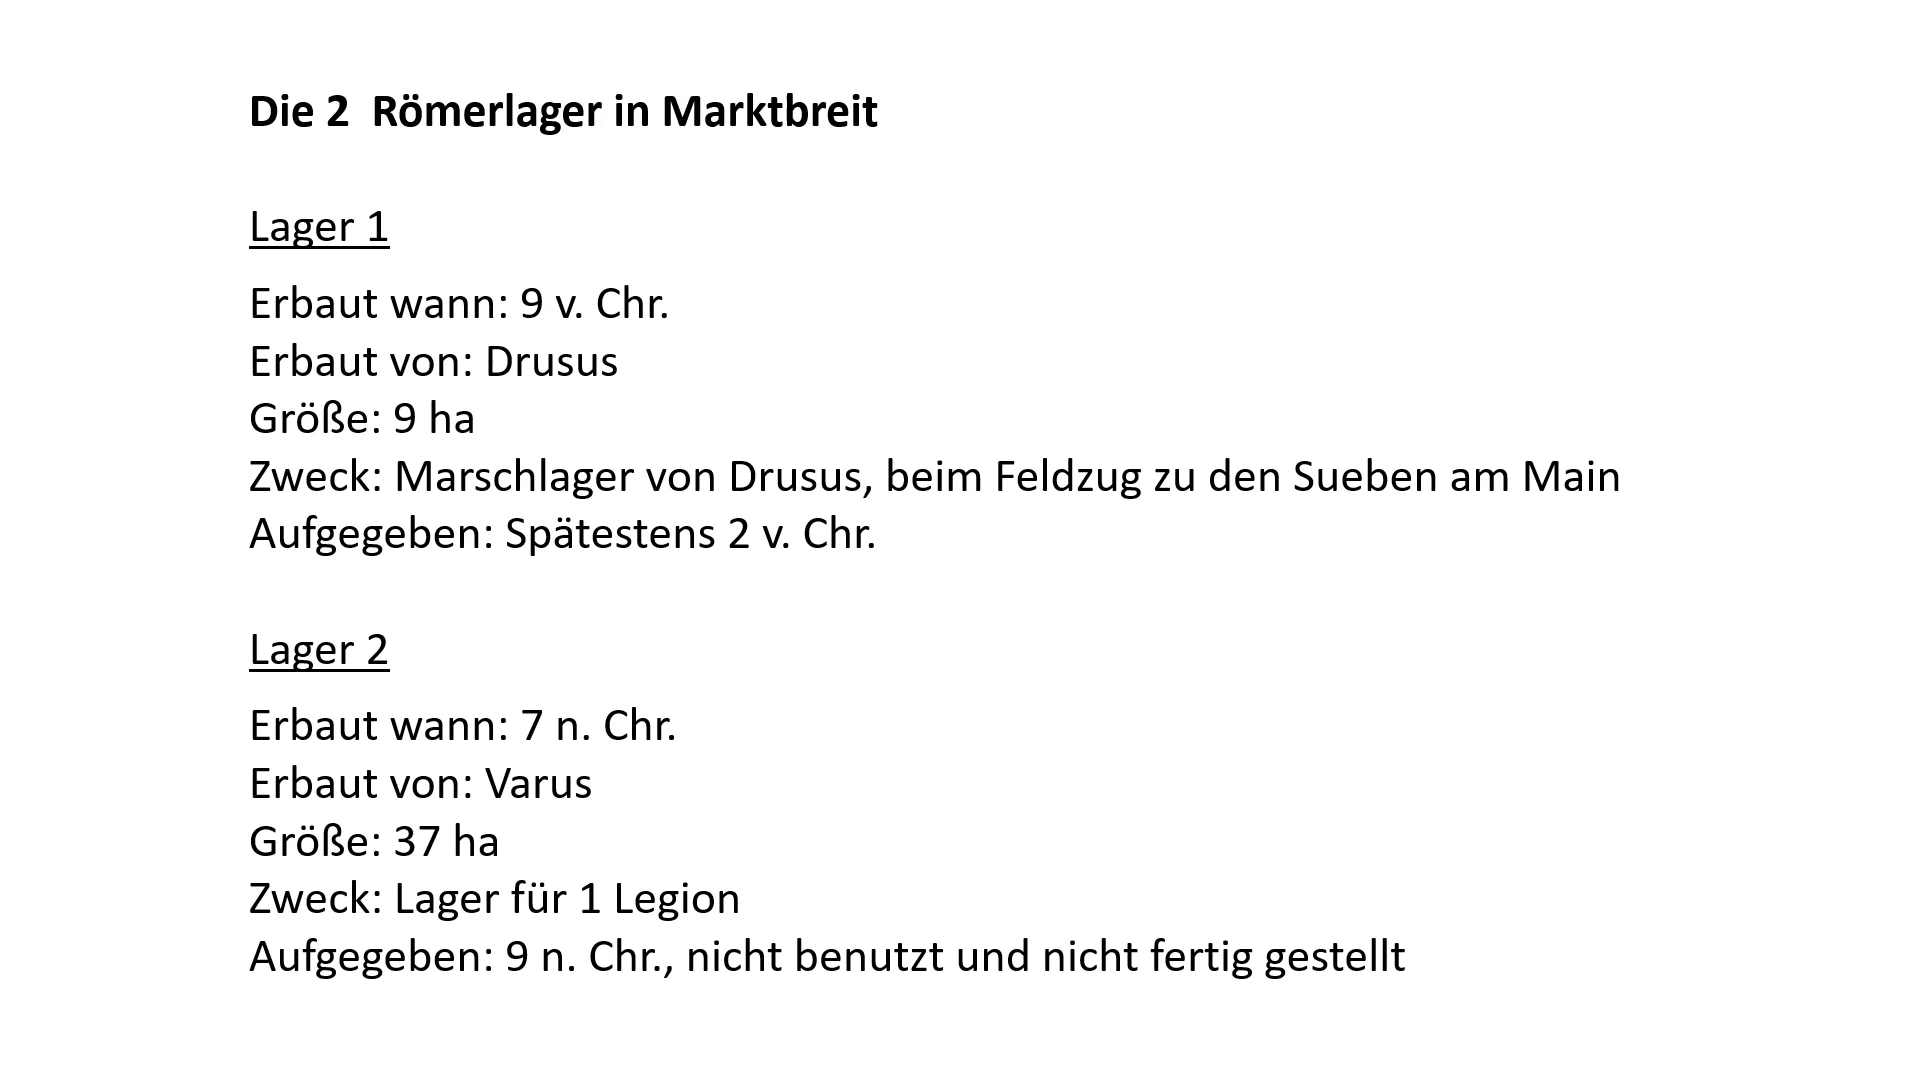 Die 2  Römerlager in Marktbreit
Lager 1
Erbaut wann: 9 v. Chr.
Erbaut von: Drusus
Größe: 9 ha
Zweck: Marschlager von Drusus, beim Feldzug zu den Sueben am Main
Aufgegeben: Spätestens 2 v. Chr.
Lager 2
Erbaut wann: 7 n. Chr.
Erbaut von: Varus
Größe: 37 ha
Zweck: Lager für 1 Legion
Aufgegeben: 9 n. Chr., nicht benutzt und nicht fertig gestellt